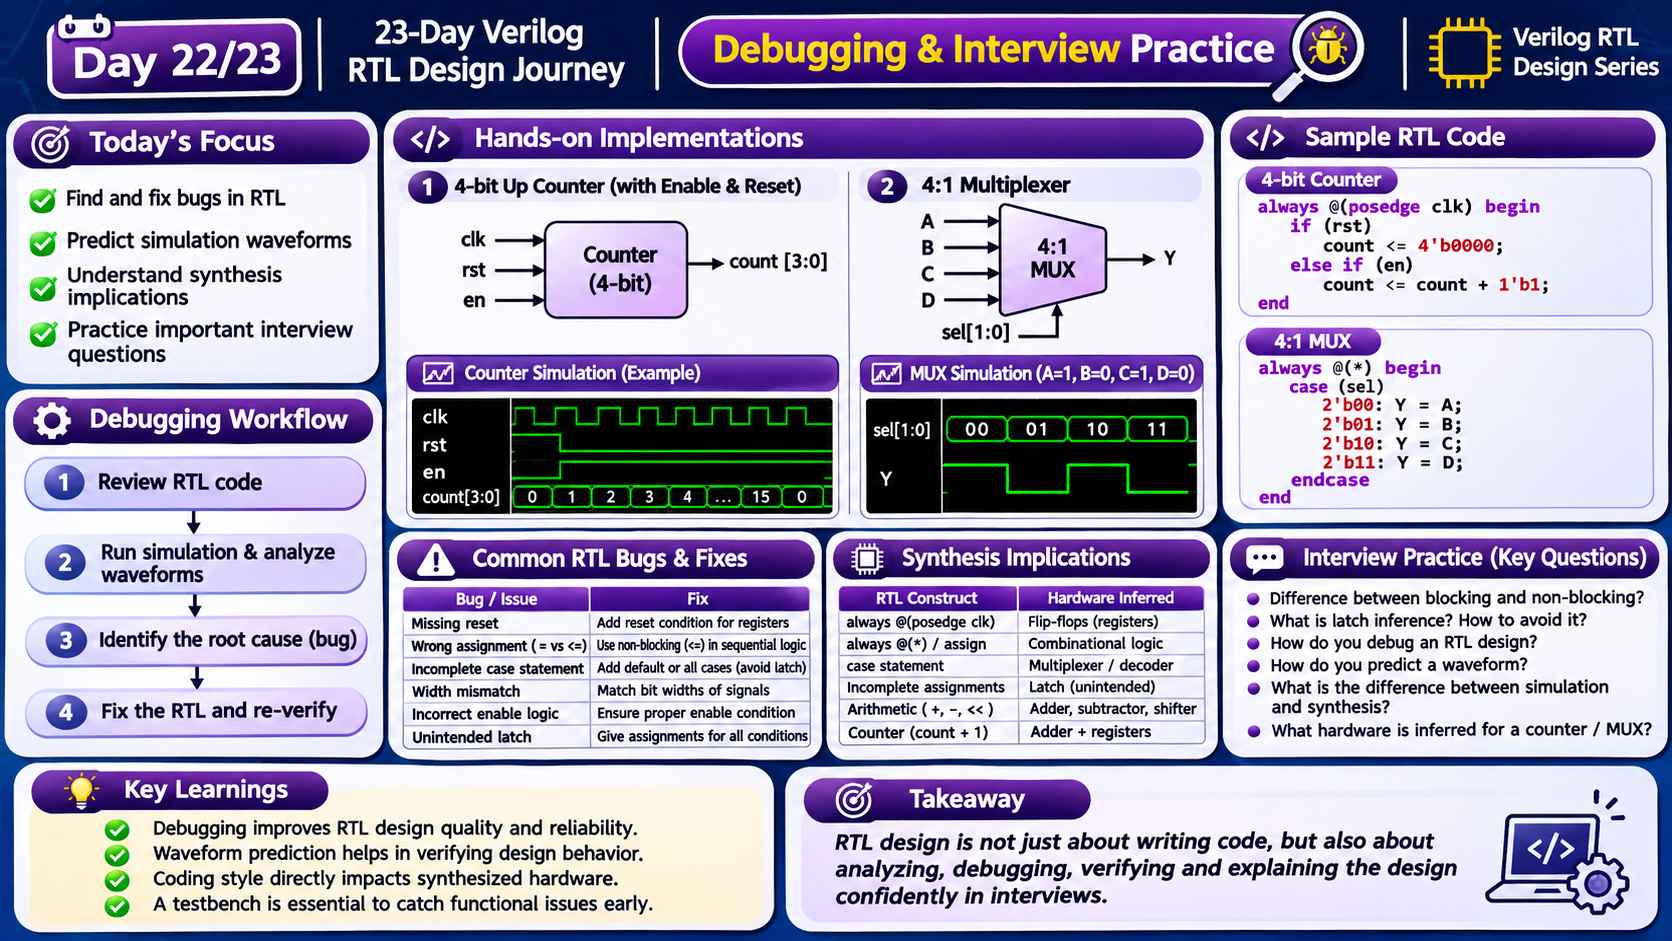 Day 22/23
23-Day Verilog
RTL Design Journey
Debugging & Interview Practice
Verilog RTL
Design Series
Today's Focus
Find and fix bugs in RTL
Predict simulation waveforms
Understand synthesis
implications
Practice important interview
questions
Debugging Workflow
1 Review RTL code
2 Run simulation & analyze
waveforms
3 Identify the root cause (bug)
4 Fix the RTL and re-verify
</> Hands-on Implementations
1 4-bit Up Counter (with Enable & Reset)
clk
rst
en
Counter
(4-bit)
count [3:0]
Counter Simulation (Example)
clk
rst
en
count[3:0] 0 1 2 3 4 ... 15 0
2 4:1 Multiplexer
A
B
C
D
4:1
MUX
Y
sel[1:0]
MUX Simulation (A=1, B=0, C=1, D=0)
sel[1:0] 00 01 10 11
Y
</> Sample RTL Code
4-bit Counter
always @(posedge clk) begin
if (rst)
count <= 4'b0000;
else if (en)
count <= count + 1'b1;
end
4:1 MUX
always @(*) begin
case (sel)
2'b00: Y = A;
2'b01: Y = B;
2'b10: Y = C;
2'b11: Y = D;
endcase
end
Common RTL Bugs & Fixes
Bug / Issue Fix
Missing reset Add reset condition for registers
Wrong assignment ( = vs <=) Use non-blocking (<=) in sequential logic
Incomplete case statement Add default or all cases (avoid latch)
Width mismatch Match bit widths of signals
Incorrect enable logic Ensure proper enable condition
Unintended latch Give assignments for all conditions
Synthesis Implications
RTL Construct Hardware Inferred
always @(posedge clk) Flip-flops (registers)
always @(*) / assign Combinational logic
case statement Multiplexer / decoder
Incomplete assignments Latch (unintended)
Arithmetic ( +, −, << ) Adder, subtractor, shifter
Counter (count + 1) Adder + registers
Interview Practice (Key Questions)
Difference between blocking and non-blocking?
What is latch inference? How to avoid it?
How do you debug an RTL design?
How do you predict a waveform?
What is the difference between simulation
and synthesis?
What hardware is inferred for a counter / MUX?
Key Learnings
Debugging improves RTL design quality and reliability.
Waveform prediction helps in verifying design behavior.
Coding style directly impacts synthesized hardware.
A testbench is essential to catch functional issues early.
Takeaway
RTL design is not just about writing code, but also about
analyzing, debugging, verifying and explaining the design
confidently in interviews.
</>